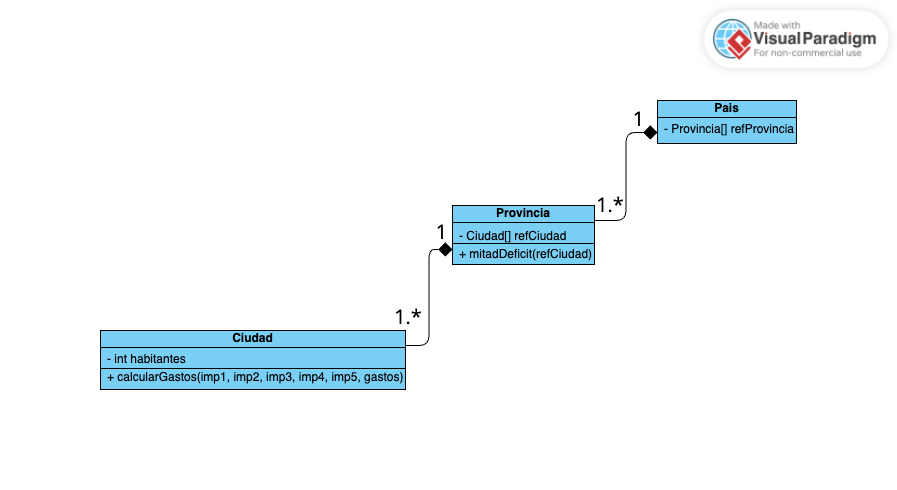 Made with
Visual Paradigm
For non-commercial use
Pais
- Provincia[] refProvincia
1
1.*
Provincia
- Ciudad[] refCiudad
+ mitadDeficit(refCiudad)
1
1.*
Ciudad
- int habitantes
+ calcularGastos(imp1, imp2, imp3, imp4, imp5, gastos)